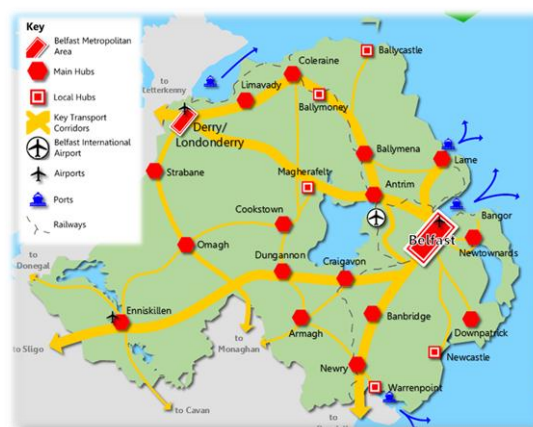 Key
Belfast Metropolitan
Area
Main Hubs
Local Hubs
Key Transport
Corridors
Belfast International
Airport
Airports
Ports
Railways
to
Letterkenny
Coleraine
Ballycastle
Limavady
Ballymoney
Derry/
Londonderry
Ballymena
Larne
Strabane
Magherafelt
Antrim
Cookstown
Bangor
Belfast
Newtownards
Omagh
Dungannon
Craigavon
to
Donegal
Enniskillen
Armagh
Banbridge
Downpatrick
to
Monaghan
Newcastle
to Sligo
Newry
Warrenpoint
to Cavan